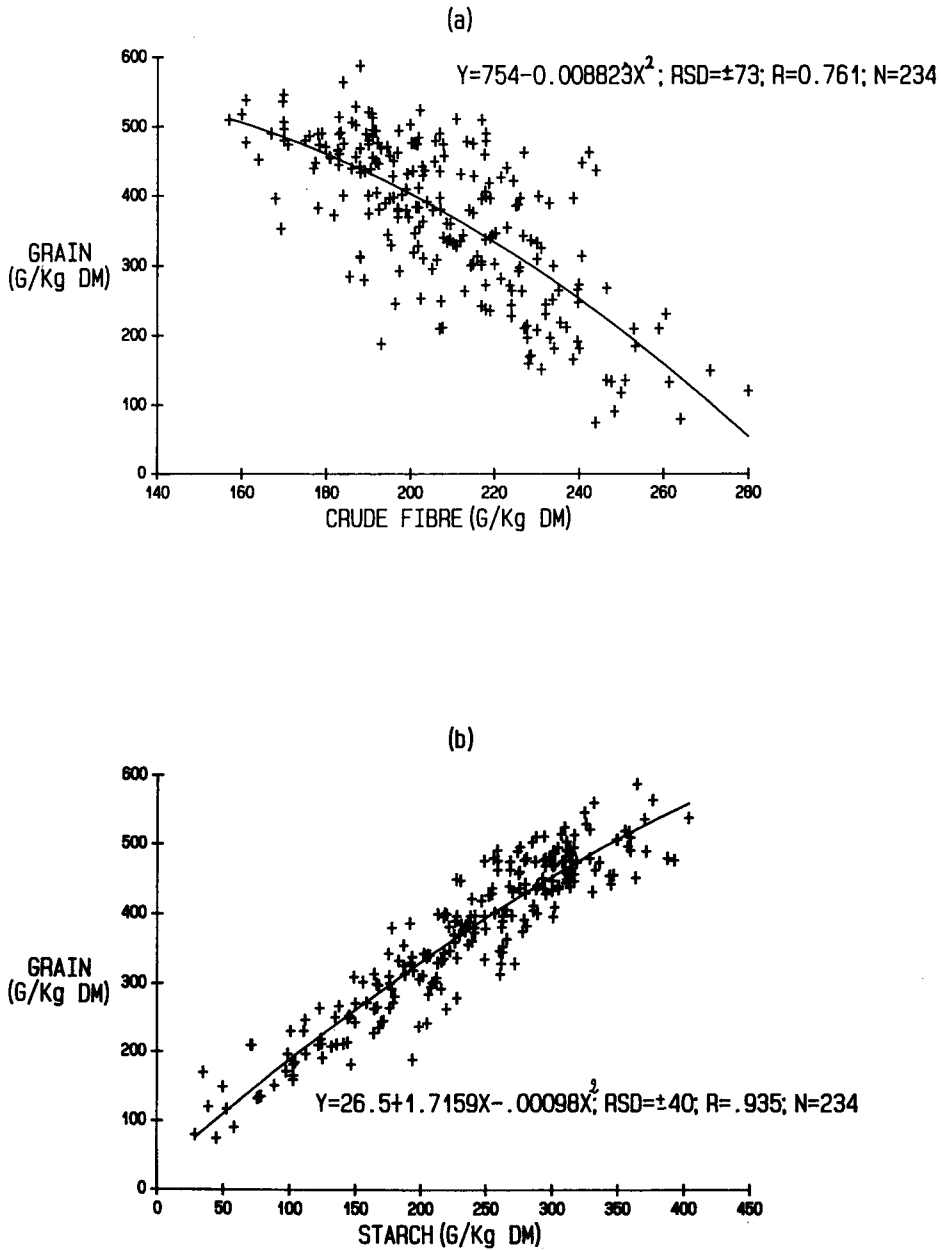 (a)
Y=754-0.008823X²; RSD=±73; R=0.761; N=234
600
500
400
300
200
100
0
GRAIN
(G/Kg DM)
140 160 180 200 220 240 260 280
CRUDE FIBRE (G/Kg DM)
(b)
600
500
400
300
200
100
0
GRAIN
(G/Kg DM)
Y=26.5+1.7159X-.00098X²; RSD=±40; R=.935; N=234
0 50 100 150 200 250 300 350 400 450
STARCH (G/Kg DM)